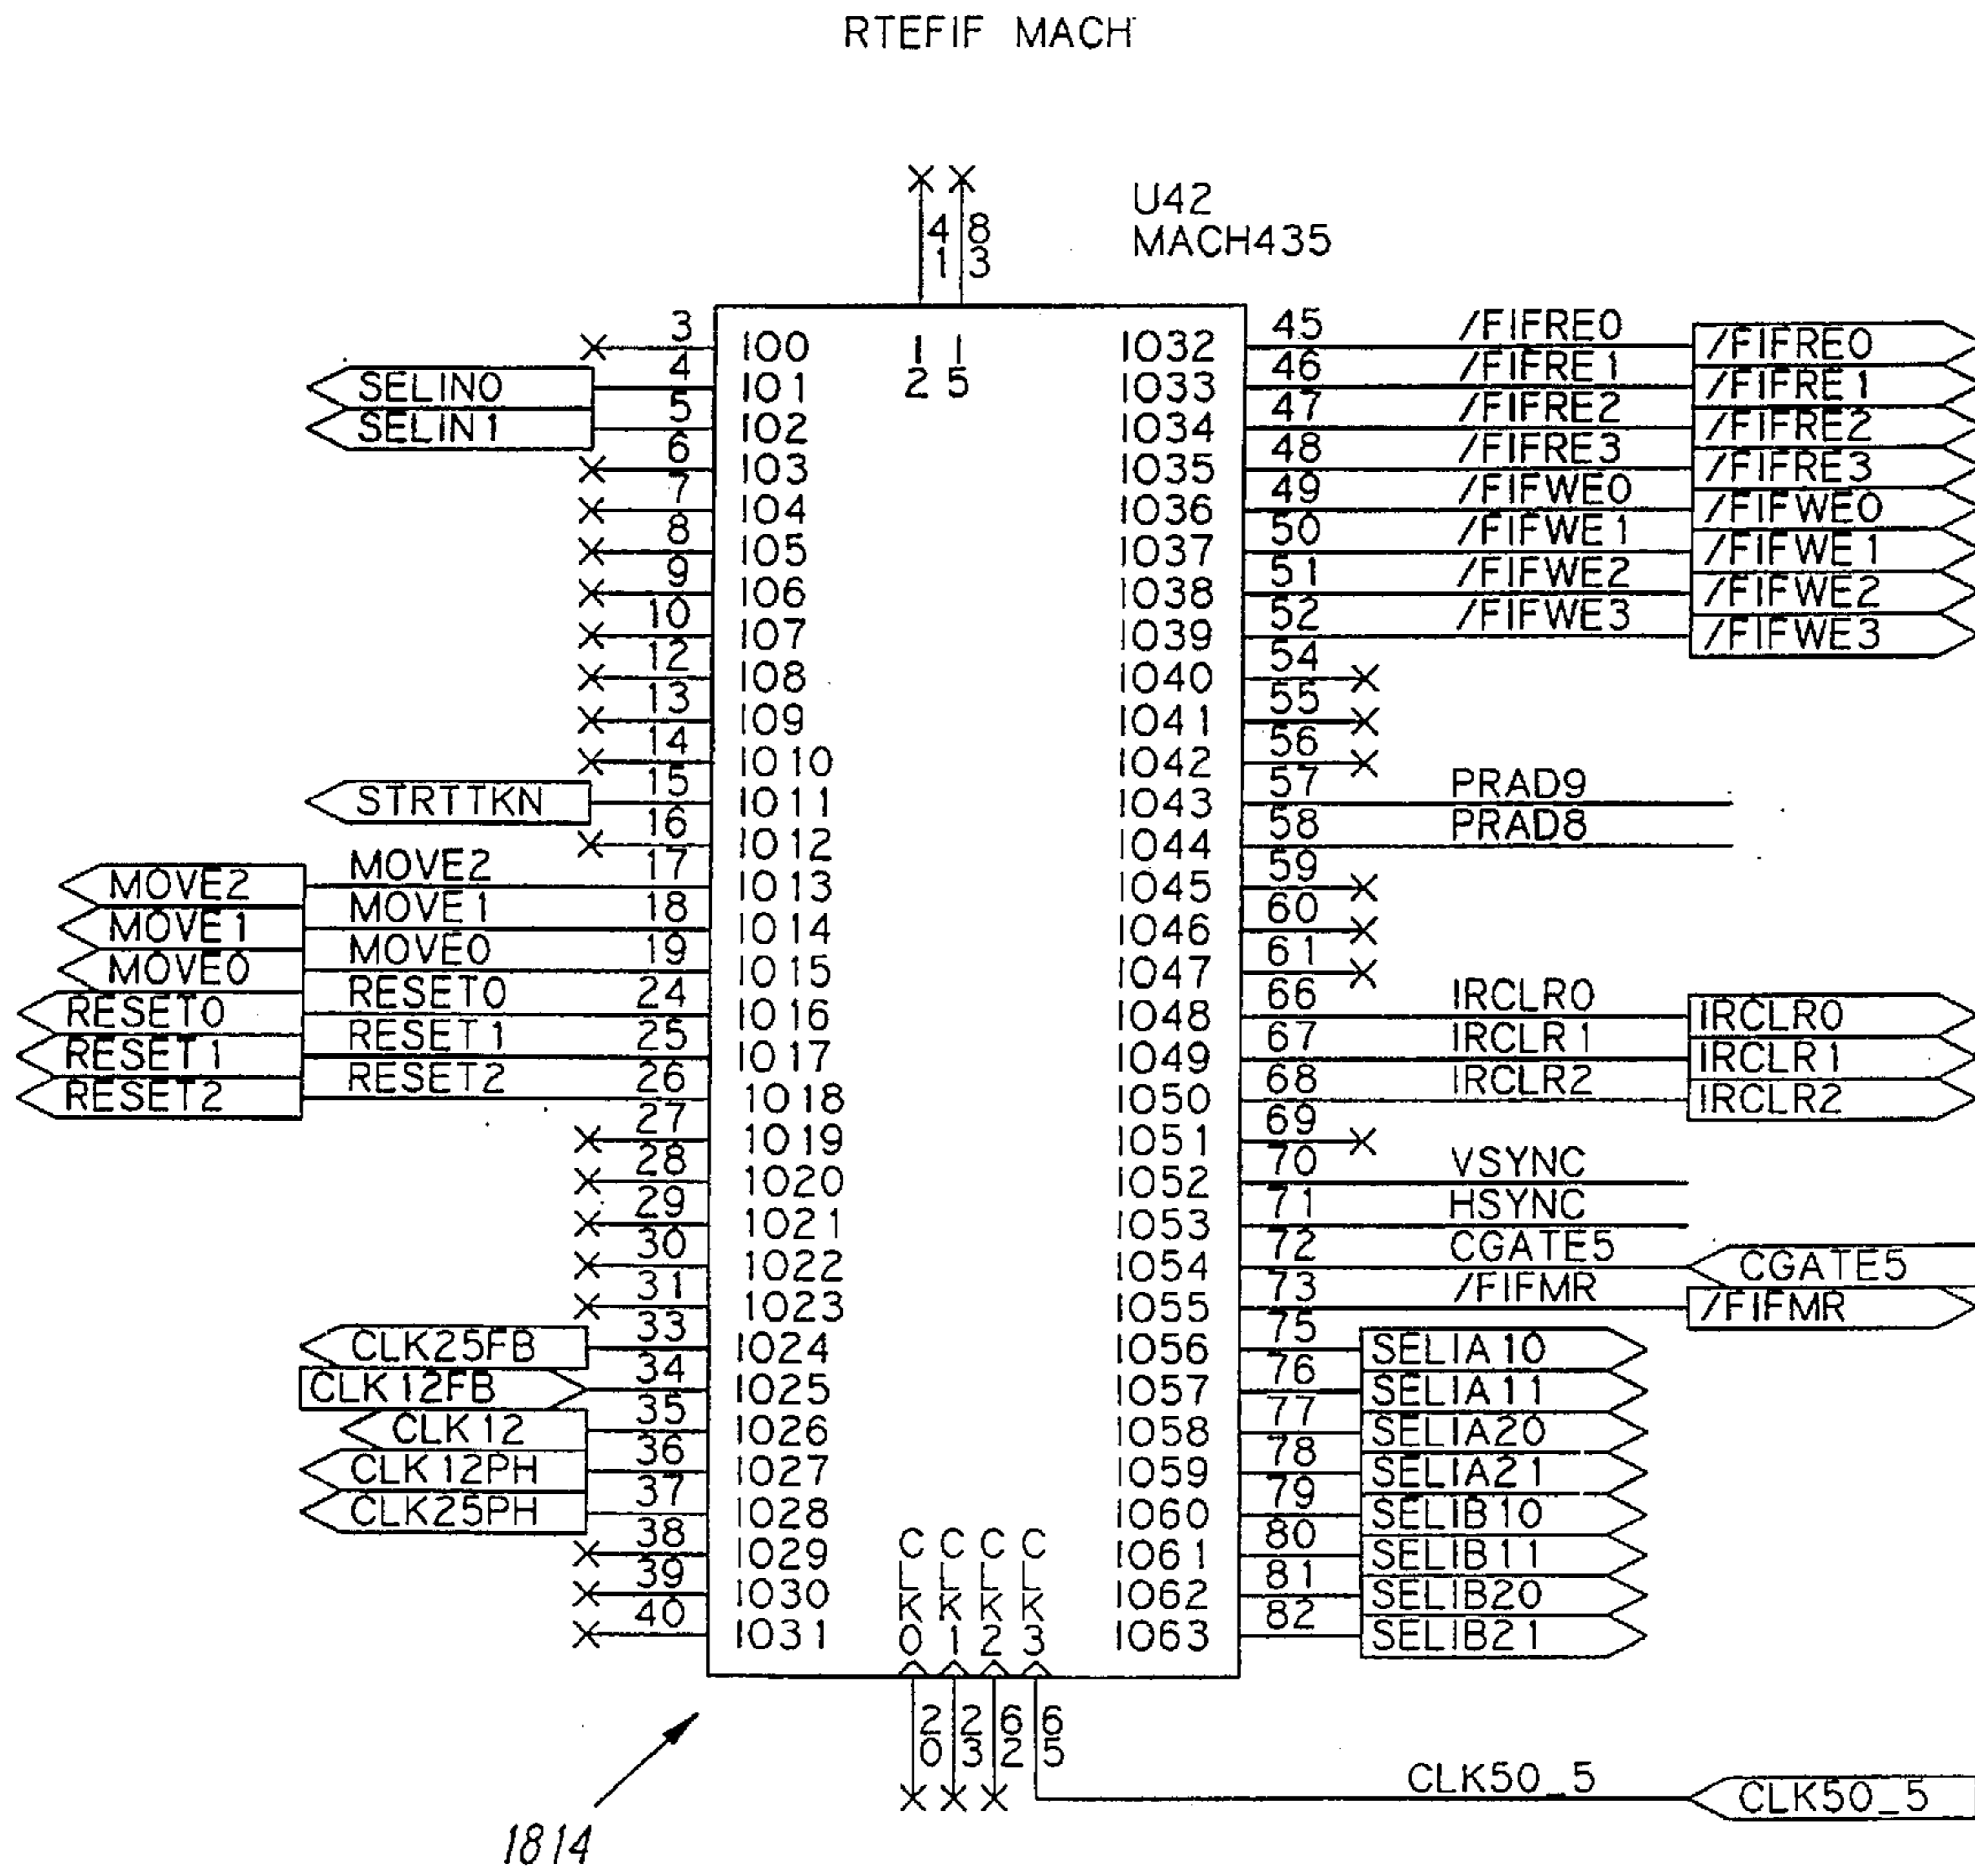 RTEFIF MACH
U42
MACH435
41 83
I2 I5
3 IO0
SELIN0 4 IO1
SELIN1 5 IO2
6 IO3
7 IO4
8 IO5
9 IO6
10 IO7
12 IO8
13 IO9
14 IO10
STRTTKN 15 IO11
16 IO12
MOVE2 MOVE2 17 IO13
MOVE1 MOVE1 18 IO14
MOVE0 MOVE0 19 IO15
RESET0 RESET0 24 IO16
RESET1 RESET1 25 IO17
RESET2 RESET2 26 IO18
27 IO19
28 IO20
29 IO21
30 IO22
31 IO23
CLK25FB 33 IO24
CLK12FB 34 IO25
CLK12 35 IO26
CLK12PH 36 IO27
CLK25PH 37 IO28
38 IO29
39 IO30
40 IO31
IO32 45 /FIFRE0 /FIFRE0
IO33 46 /FIFRE1 /FIFRE1
IO34 47 /FIFRE2 /FIFRE2
IO35 48 /FIFRE3 /FIFRE3
IO36 49 /FIFWE0 /FIFWE0
IO37 50 /FIFWE1 /FIFWE1
IO38 51 /FIFWE2 /FIFWE2
IO39 52 /FIFWE3 /FIFWE3
IO40 54
IO41 55
IO42 56
IO43 57 PRAD9
IO44 58 PRAD8
IO45 59
IO46 60
IO47 61
IO48 66 IRCLR0 IRCLR0
IO49 67 IRCLR1 IRCLR1
IO50 68 IRCLR2 IRCLR2
IO51 69
IO52 70 VSYNC
IO53 71 HSYNC
IO54 72 CGATE5 CGATE5
IO55 73 /FIFMR /FIFMR
IO56 75 SELIA10
IO57 76 SELIA11
IO58 77 SELIA20
IO59 78 SELIA21
IO60 79 SELIB10
IO61 80 SELIB11
IO62 81 SELIB20
IO63 82 SELIB21
CLK0 CLK1 CLK2 CLK3
20 23 62 65
CLK50_5 CLK50_5
1814